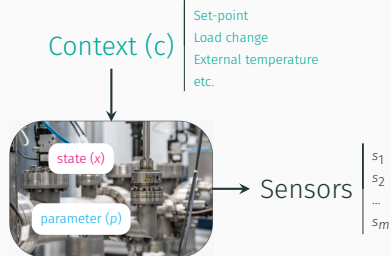 Context (c)
Set-point
Load change
External temperature
etc.
state (x)
parameter (p)
Sensors
s1
s2
...
sm